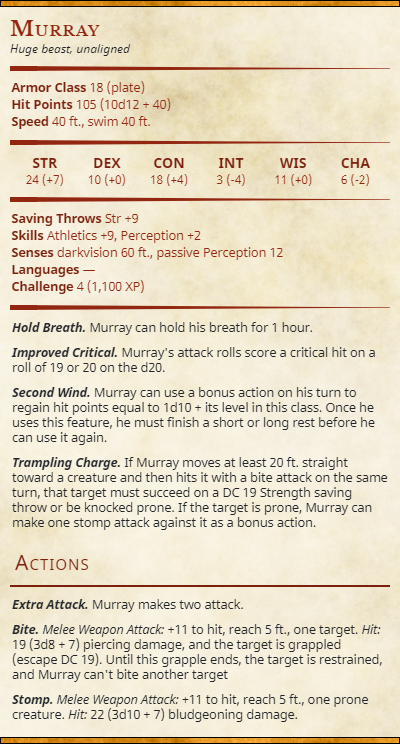 Murray
Huge beast, unaligned
Armor Class 18 (plate)
Hit Points 105 (10d12 + 40)
Speed 40 ft., swim 40 ft.
STR DEX CON INT WIS CHA
24 (+7) 10 (+0) 18 (+4) 3 (-4) 11 (+0) 6 (-2)
Saving Throws Str +9
Skills Athletics +9, Perception +2
Senses darkvision 60 ft., passive Perception 12
Languages —
Challenge 4 (1,100 XP)
Hold Breath. Murray can hold his breath for 1 hour.
Improved Critical. Murray's attack rolls score a critical hit on a
roll of 19 or 20 on the d20.
Second Wind. Murray can use a bonus action on his turn to
regain hit points equal to 1d10 + its level in this class. Once he
uses this feature, he must finish a short or long rest before he
can use it again.
Trampling Charge. If Murray moves at least 20 ft. straight
toward a creature and then hits it with a bite attack on the same
turn, that target must succeed on a DC 19 Strength saving
throw or be knocked prone. If the target is prone, Murray can
make one stomp attack against it as a bonus action.
Actions
Extra Attack. Murray makes two attack.
Bite. Melee Weapon Attack: +11 to hit, reach 5 ft., one target. Hit:
19 (3d8 + 7) piercing damage, and the target is grappled
(escape DC 19). Until this grapple ends, the target is restrained,
and Murray can't bite another target
Stomp. Melee Weapon Attack: +11 to hit, reach 5 ft., one prone
creature. Hit: 22 (3d10 + 7) bludgeoning damage.